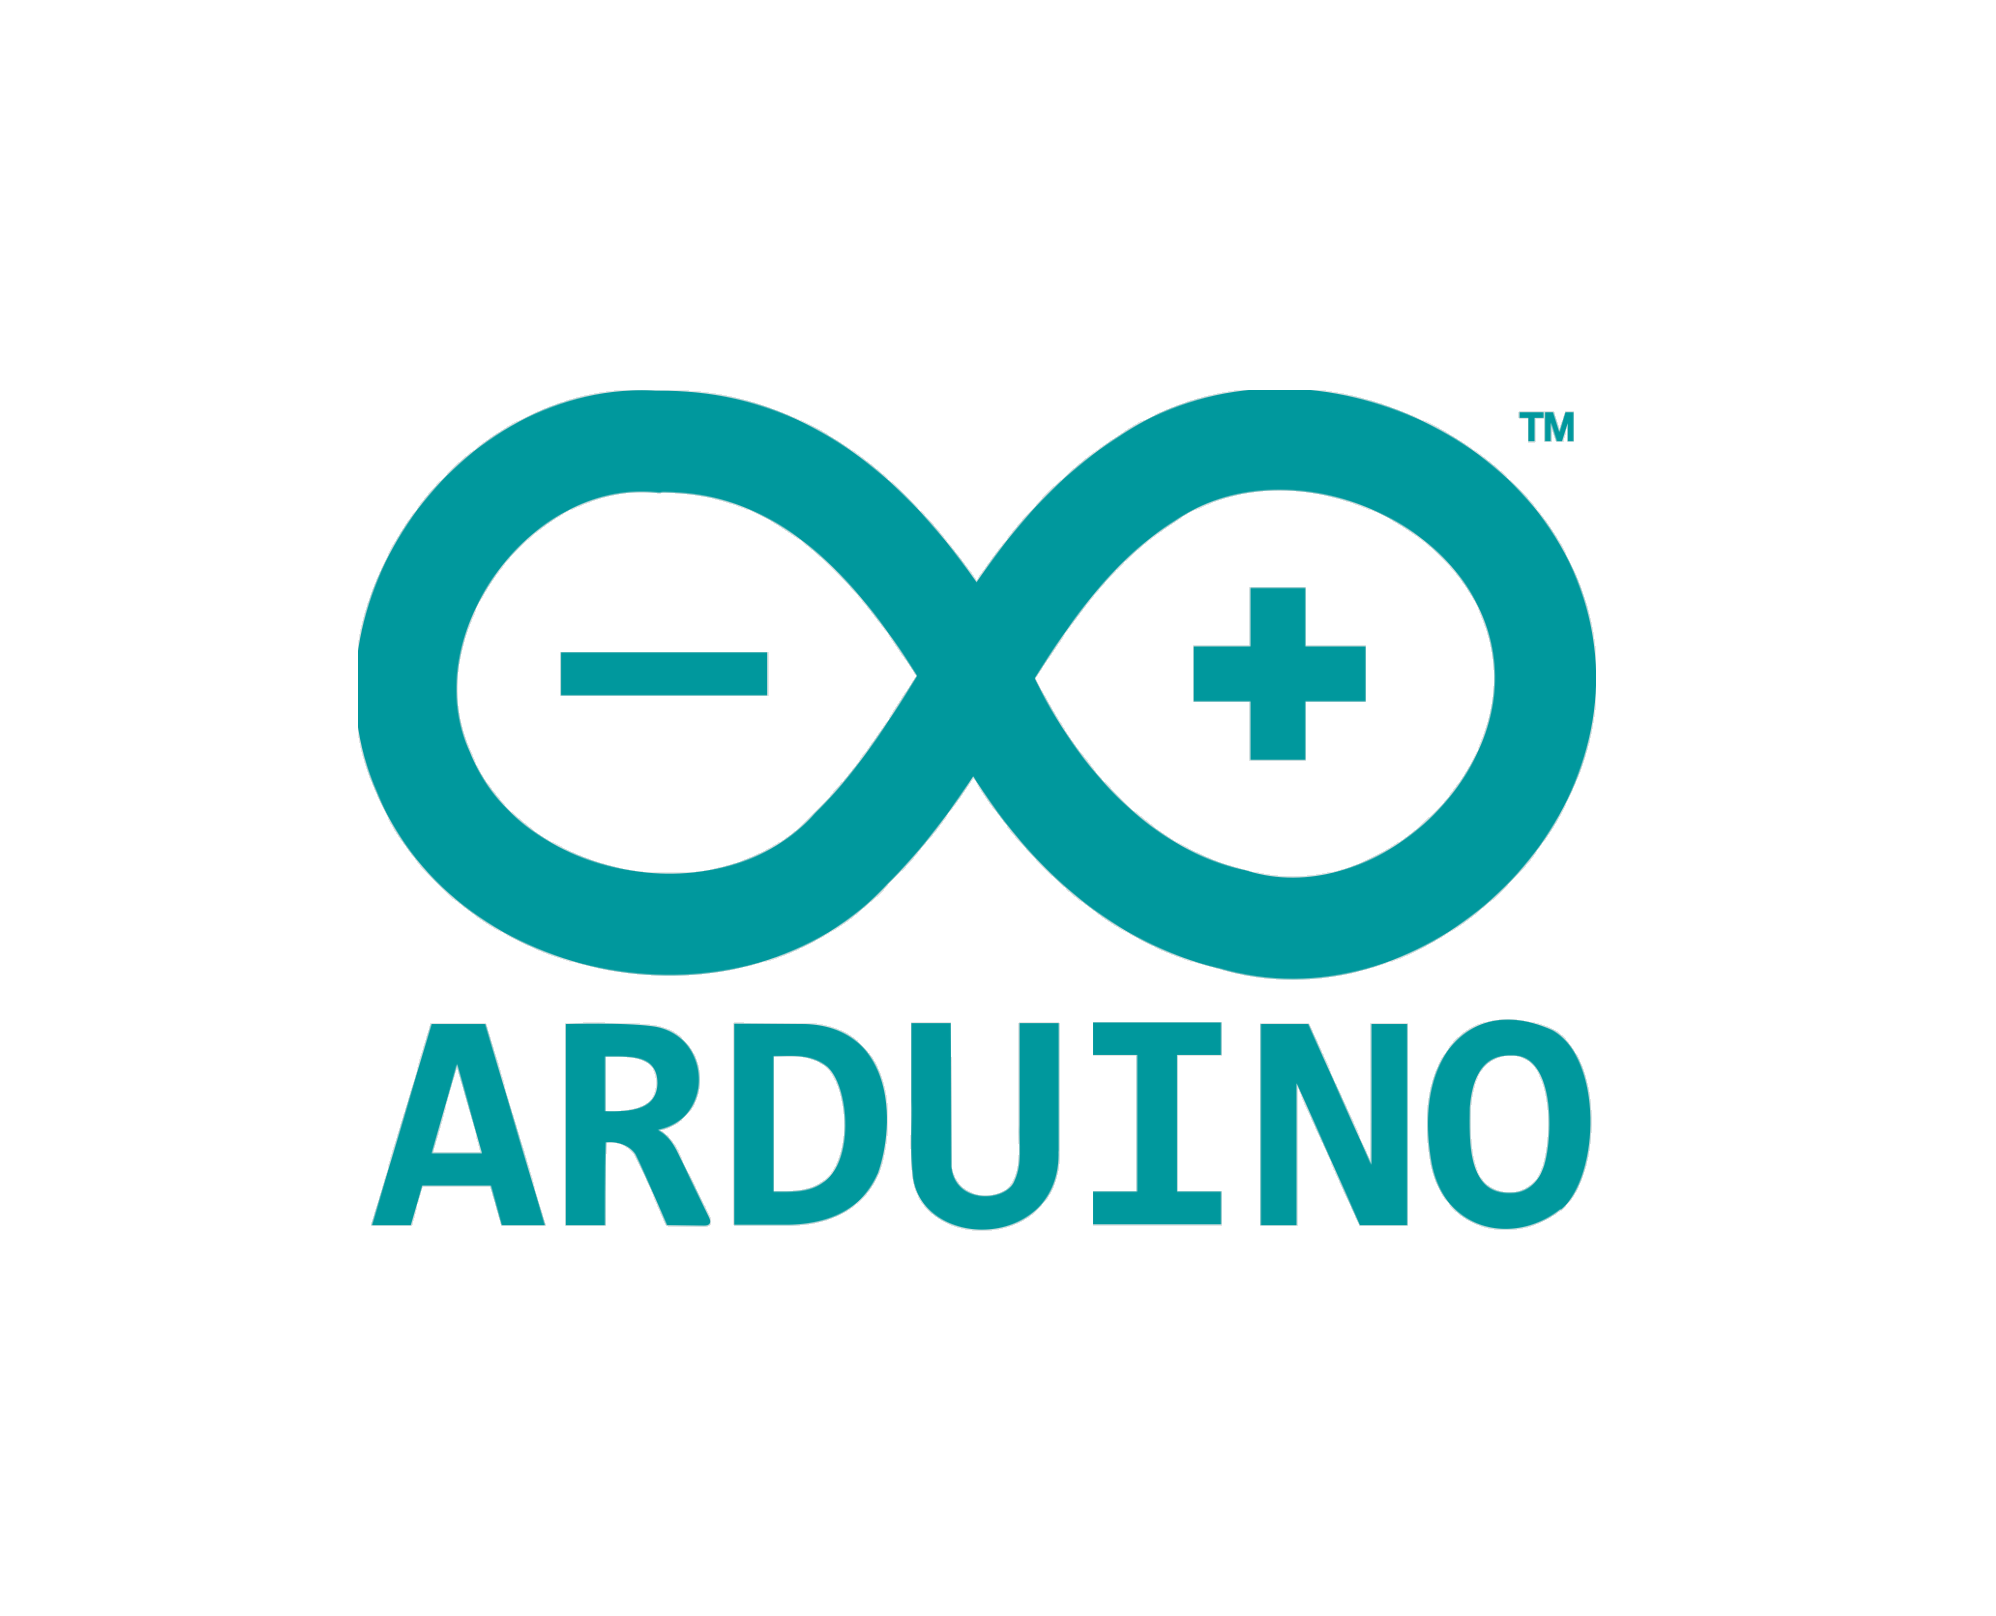 − +
TM
ARDUINO